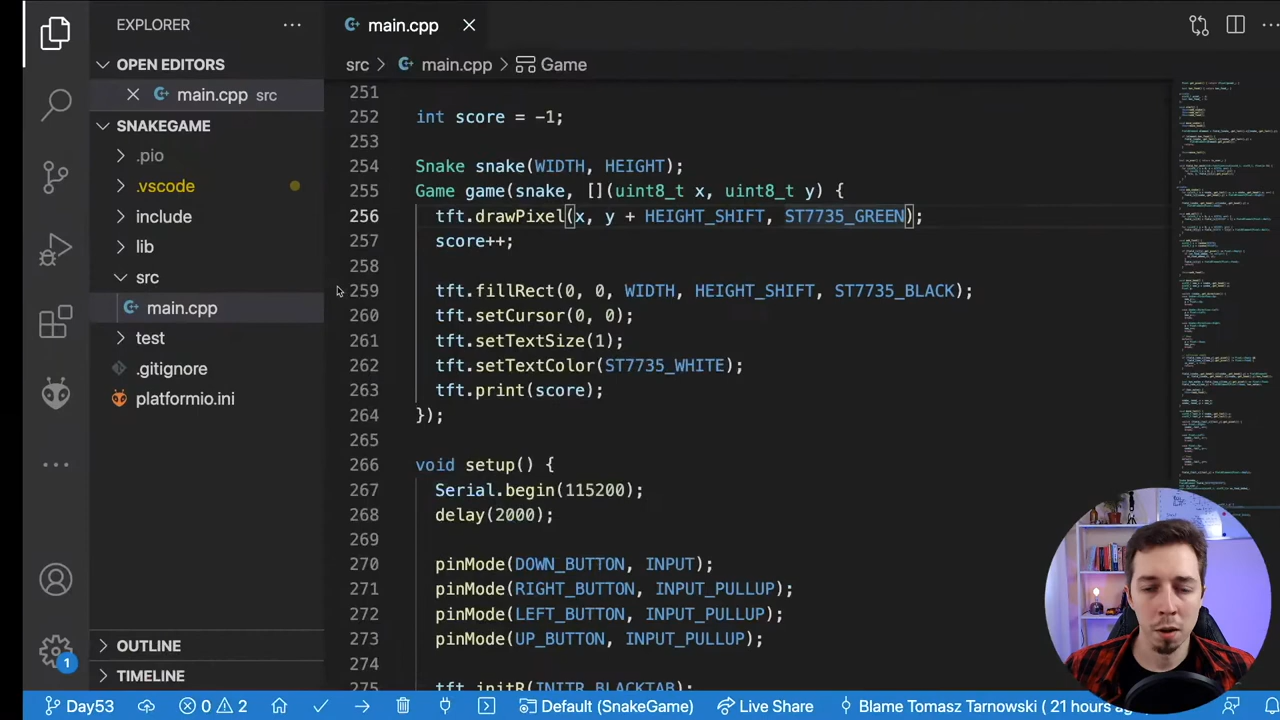 EXPLORER
main.cpp
OPEN EDITORS
main.cpp src
SNAKEGAME
.pio
.vscode
include
lib
src
main.cpp
test
.gitignore
platformio.ini
OUTLINE
TIMELINE
src > main.cpp > Game
251
252 int score = -1;
253
254 Snake snake(WIDTH, HEIGHT);
255 Game game(snake, [](uint8_t x, uint8_t y) {
256 tft.drawPixel(x, y + HEIGHT_SHIFT, ST7735_GREEN);
257 score++;
258
259 tft.fillRect(0, 0, WIDTH, HEIGHT_SHIFT, ST7735_BLACK);
260 tft.setCursor(0, 0);
261 tft.setTextSize(1);
262 tft.setTextColor(ST7735_WHITE);
263 tft.print(score);
264 });
265
266 void setup() {
267 Serial.begin(115200);
268 delay(2000);
269
270 pinMode(DOWN_BUTTON, INPUT);
271 pinMode(RIGHT_BUTTON, INPUT_PULLUP);
272 pinMode(LEFT_BUTTON, INPUT_PULLUP);
273 pinMode(UP_BUTTON, INPUT_PULLUP);
274
275 tft.initR(INITR_BLACKTAB);
1
Day53 0 2 Default (SnakeGame) Live Share Blame Tomasz Tarnowski ( 21 hours ag